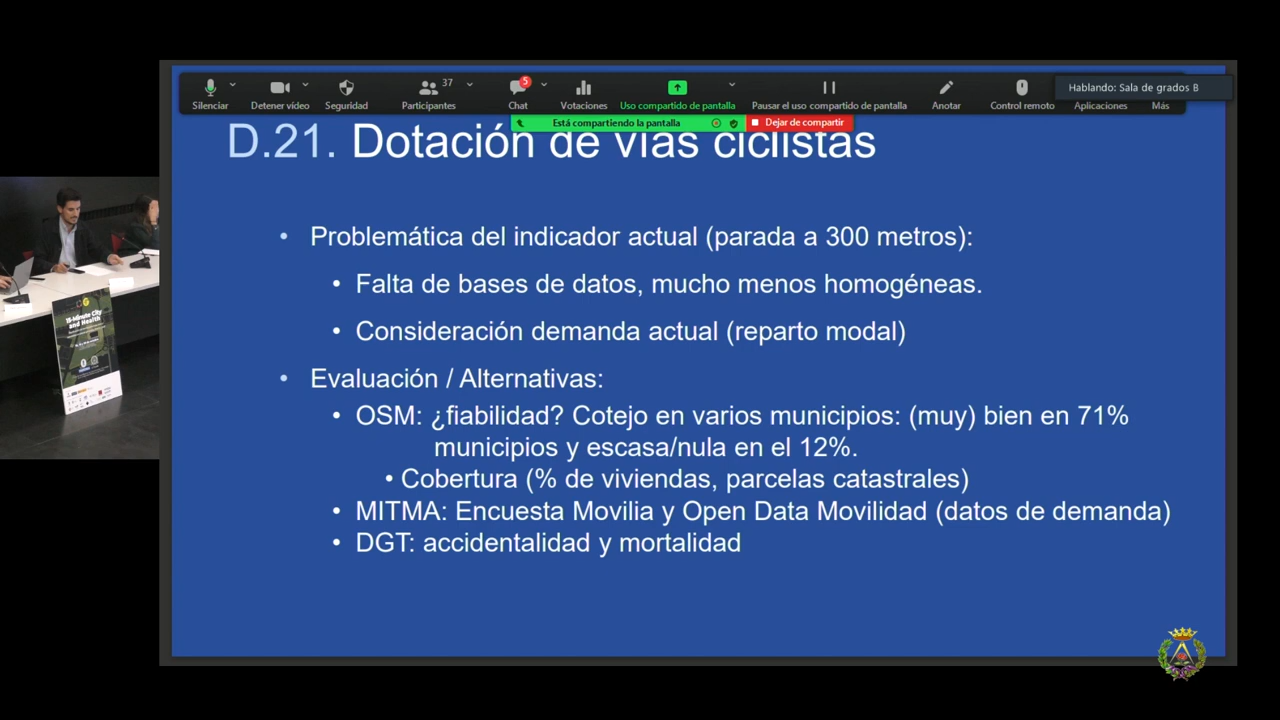 37
5
Hablando: Sala de grados B
Silenciar
Detener vídeo
Seguridad
Participantes
Chat
Votaciones
Uso compartido de pantalla
Pausar el uso compartido de pantalla
Anotar
Control remoto
Aplicaciones
Más
Está compartiendo la pantalla
Dejar de compartir
D.21. Dotación de vías ciclistas
• Problemática del indicador actual (parada a 300 metros):
• Falta de bases de datos, mucho menos homogéneas.
• Consideración demanda actual (reparto modal)
• Evaluación / Alternativas:
• OSM: ¿fiabilidad? Cotejo en varios municipios: (muy) bien en 71%
municipios y escasa/nula en el 12%.
• Cobertura (% de viviendas, parcelas catastrales)
• MITMA: Encuesta Movilia y Open Data Movilidad (datos de demanda)
• DGT: accidentalidad y mortalidad
15-Minute City
and Health